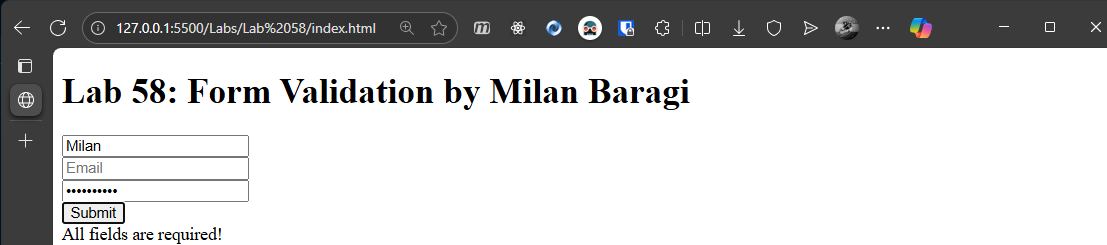 127.0.0.1:5500/Labs/Lab%2058/index.html
Lab 58: Form Validation by Milan Baragi
Milan
Email
••••••••••
Submit
All fields are required!